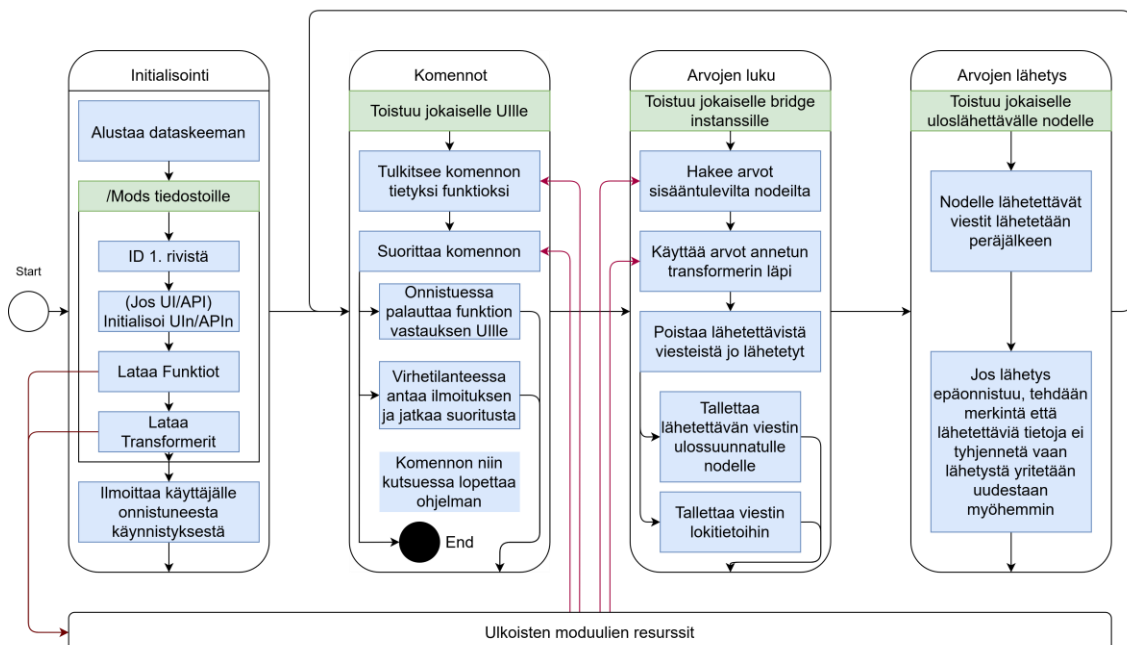 Start
Initialisointi
Alustaa dataskeeman
/Mods tiedostoille
ID 1. rivistä
(Jos UI/API)
Initialisoi UIn/APIn
Lataa Funktiot
Lataa
Transformerit
Ilmoittaa käyttäjälle
onnistuneesta
käynnistyksestä
Komennot
Toistuu jokaiselle UIlle
Tulkitsee komennon
tietyksi funktioksi
Suorittaa komennon
Onnistuessa
palauttaa funktion
vastauksen UIlle
Virhetilanteessa
antaa ilmoituksen
ja jatkaa suoritusta
Komennon niin
kutsuessa lopettaa
ohjelman
End
Arvojen luku
Toistuu jokaiselle bridge
instanssille
Hakee arvot
sisääntulevilta nodeilta
Käyttää arvot annetun
transformerin läpi
Poistaa lähetettävistä
viesteistä jo lähetetyt
Tallettaa
lähetettävän viestin
ulossuunnatulle
nodelle
Tallettaa viestin
lokitietoihin
Arvojen lähetys
Toistuu jokaiselle
uloslähettävälle nodelle
Nodelle lähetettävät
viestit lähetetään
peräjälkeen
Jos lähetys
epäonnistuu, tehdään
merkintä että
lähetettäviä tietoja ei
tyhjennetä vaan
lähetystä yritetään
uudestaan
myöhemmin
Ulkoisten moduulien resurssit